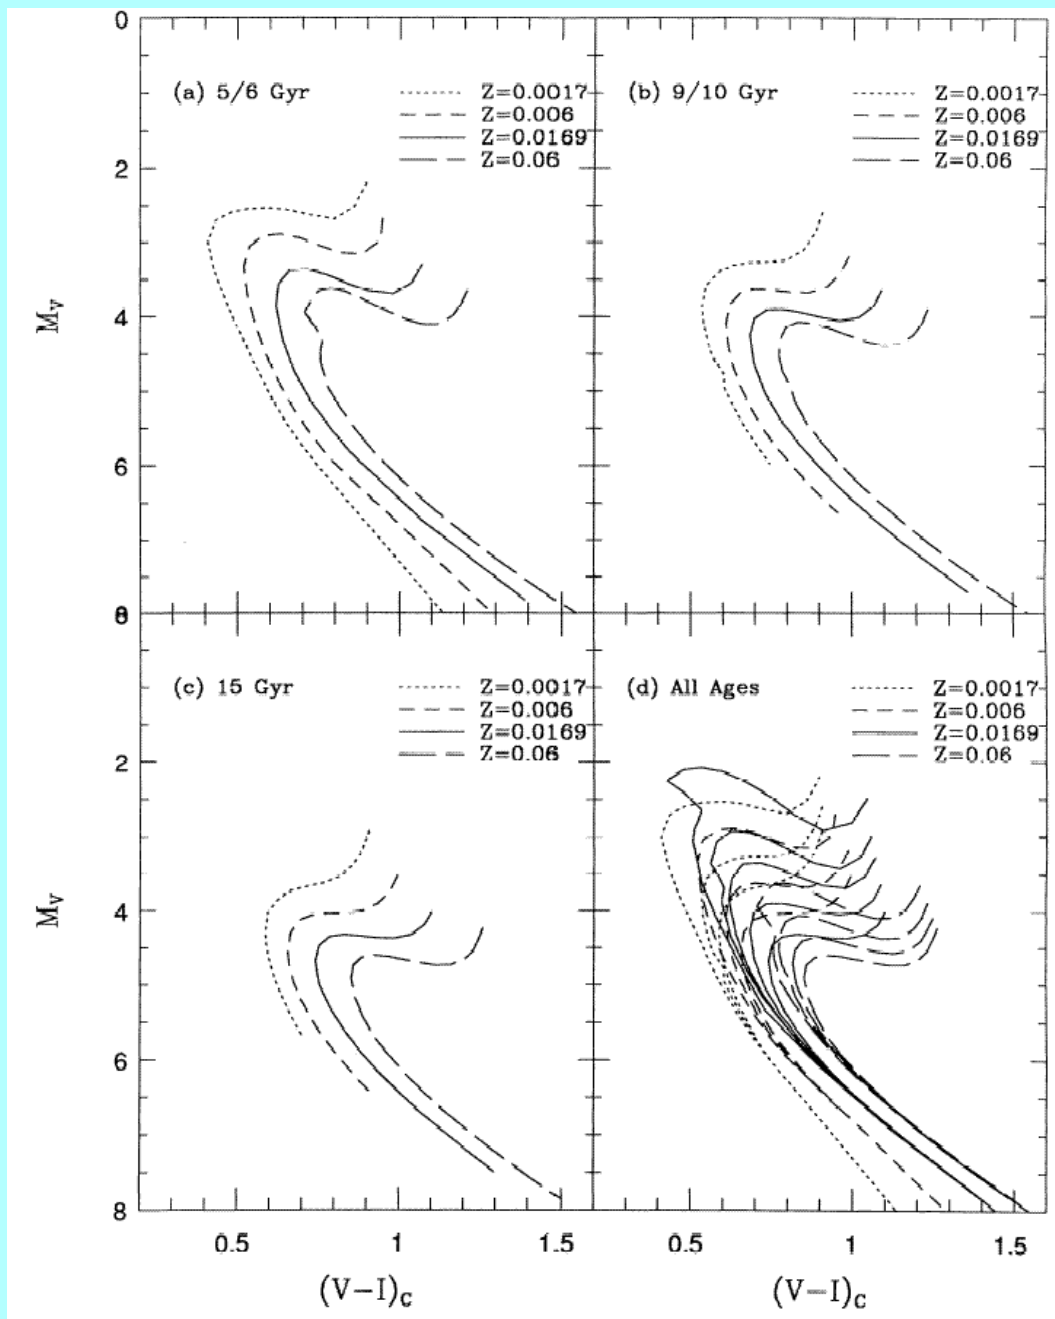 0
(a) 5/6 Gyr
Z=0.0017
Z=0.006
Z=0.0169
Z=0.06
(b) 9/10 Gyr
Z=0.0017
Z=0.006
Z=0.0169
Z=0.06
2
4
6
8
M_V
(c) 15 Gyr
Z=0.0017
Z=0.006
Z=0.0169
Z=0.06
(d) All Ages
Z=0.0017
Z=0.006
Z=0.0169
Z=0.06
2
4
6
8
M_V
0.5
1
1.5
0.5
1
1.5
(V−I)_C
(V−I)_C